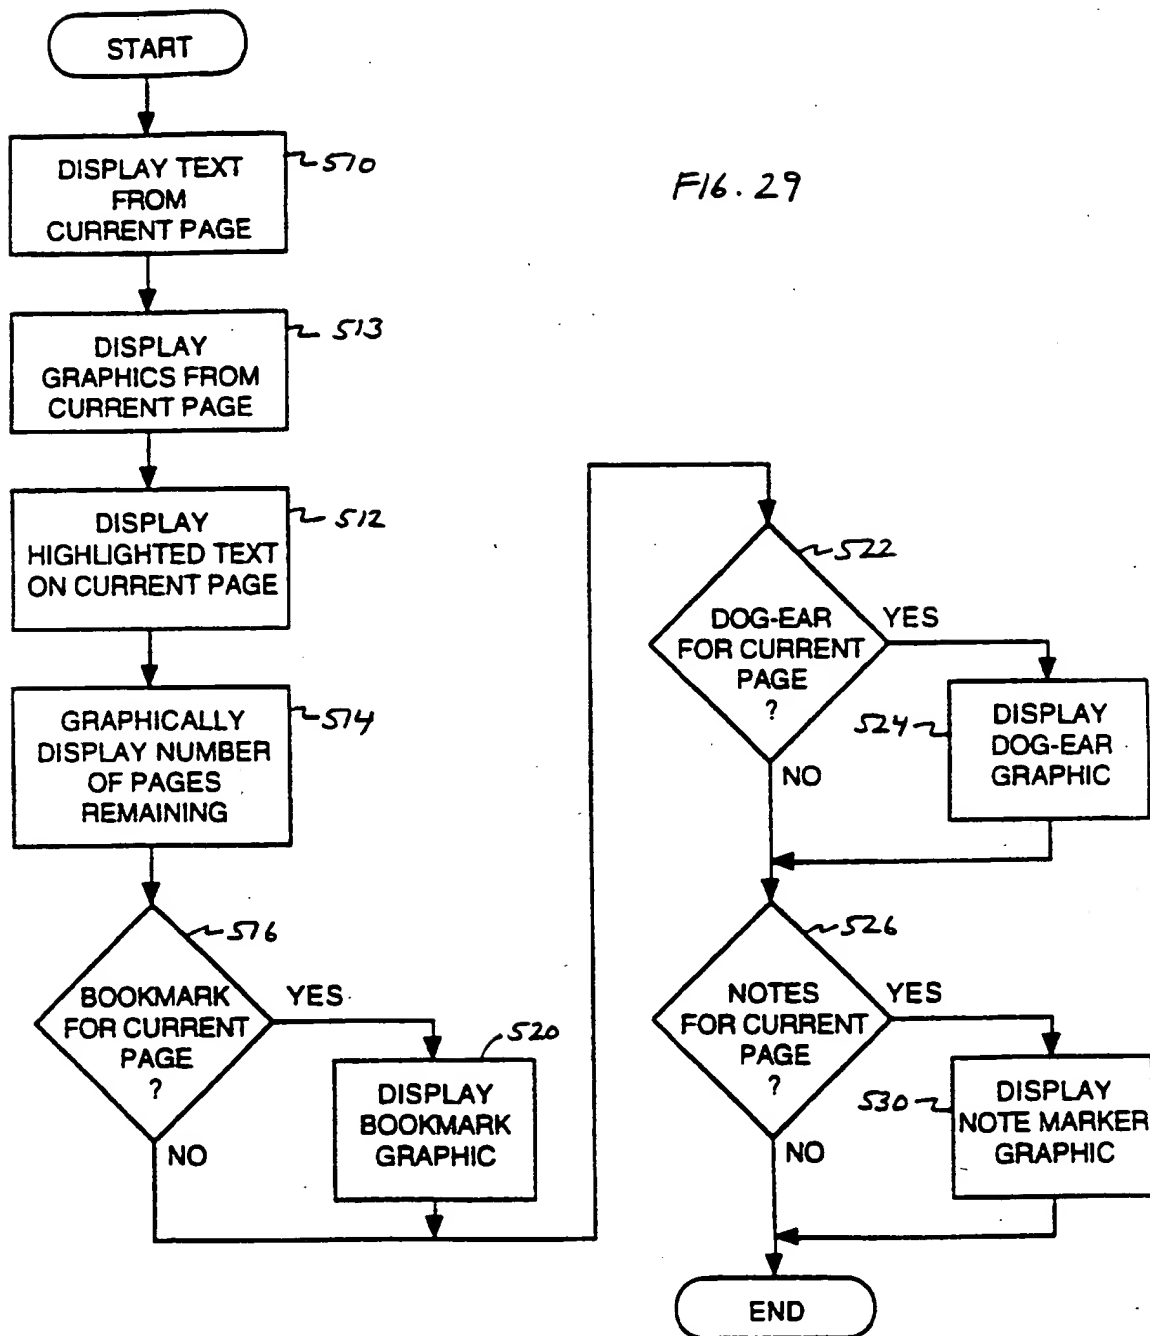 START
DISPLAY TEXT
FROM
CURRENT PAGE
510
FIG. 29
DISPLAY
GRAPHICS FROM
CURRENT PAGE
513
DISPLAY
HIGHLIGHTED TEXT
ON CURRENT PAGE
512
GRAPHICALLY
DISPLAY NUMBER
OF PAGES
REMAINING
514
BOOKMARK
FOR CURRENT
PAGE
?
516
YES
NO
DISPLAY
BOOKMARK
GRAPHIC
520
DOG-EAR
FOR CURRENT
PAGE
?
522
YES
NO
DISPLAY
DOG-EAR
GRAPHIC
524
NOTES
FOR CURRENT
PAGE
?
526
YES
NO
DISPLAY
NOTE MARKER
GRAPHIC
530
END